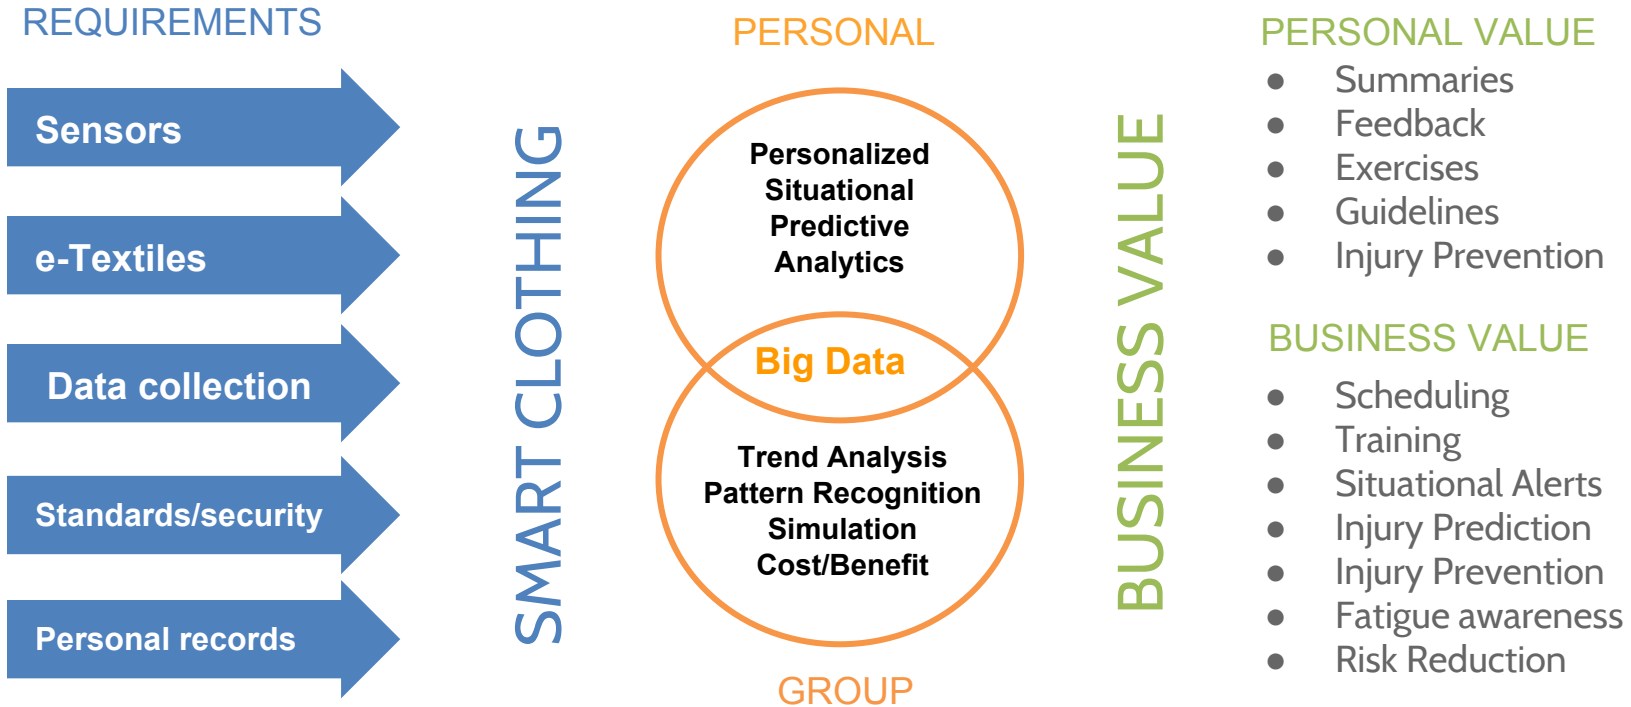 REQUIREMENTS
Sensors
e-Textiles
Data collection
Standards/security
Personal records
SMART CLOTHING
PERSONAL
Personalized
Situational
Predictive
Analytics
Big Data
Trend Analysis
Pattern Recognition
Simulation
Cost/Benefit
GROUP
BUSINESS VALUE
PERSONAL VALUE
● Summaries
● Feedback
● Exercises
● Guidelines
● Injury Prevention
BUSINESS VALUE
● Scheduling
● Training
● Situational Alerts
● Injury Prediction
● Injury Prevention
● Fatigue awareness
● Risk Reduction